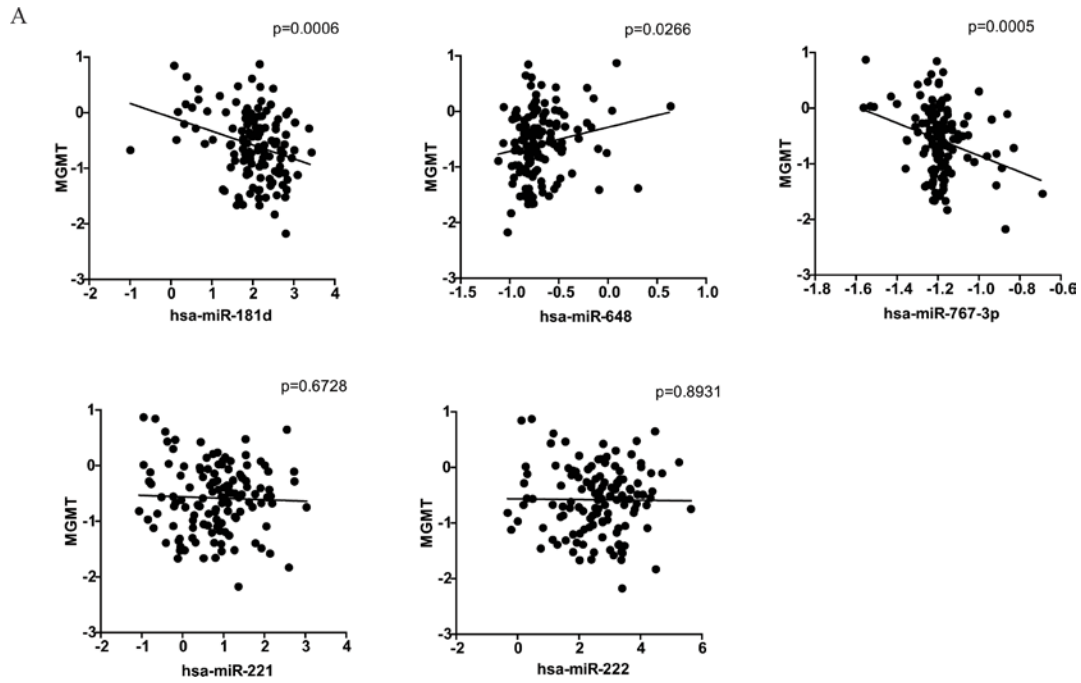 A
p=0.0006
MGMT
1
0
-1
-2
-3
-2 -1 0 1 2 3 4
hsa-miR-181d
p=0.0266
MGMT
1
0
-1
-2
-3
-1.5 -1.0 -0.5 0.0 0.5 1.0
hsa-miR-648
p=0.0005
MGMT
1
0
-1
-2
-3
-1.8 -1.6 -1.4 -1.2 -1.0 -0.8 -0.6
hsa-miR-767-3p
p=0.6728
MGMT
1
0
-1
-2
-3
-2 -1 0 1 2 3 4
hsa-miR-221
p=0.8931
MGMT
1
0
-1
-2
-3
-2 0 2 4 6
hsa-miR-222